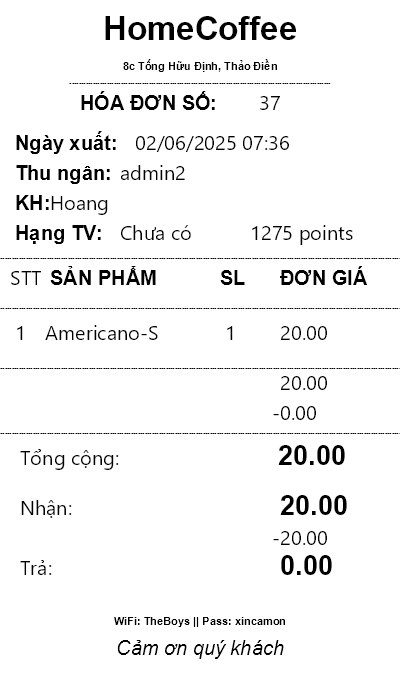 HomeCoffee
8c Tống Hữu Định, Thảo Điền
HÓA ĐƠN SỐ: 37
Ngày xuất: 02/06/2025 07:36
Thu ngân: admin2
KH:Hoang
Hạng TV: Chưa có 1275 points
STT SẢN PHẨM SL ĐƠN GIÁ
1 Americano-S 1 20.00
20.00
-0.00
Tổng cộng: 20.00
Nhận: 20.00
-20.00
Trả: 0.00
WiFi: TheBoys || Pass: xincamon
Cảm ơn quý khách